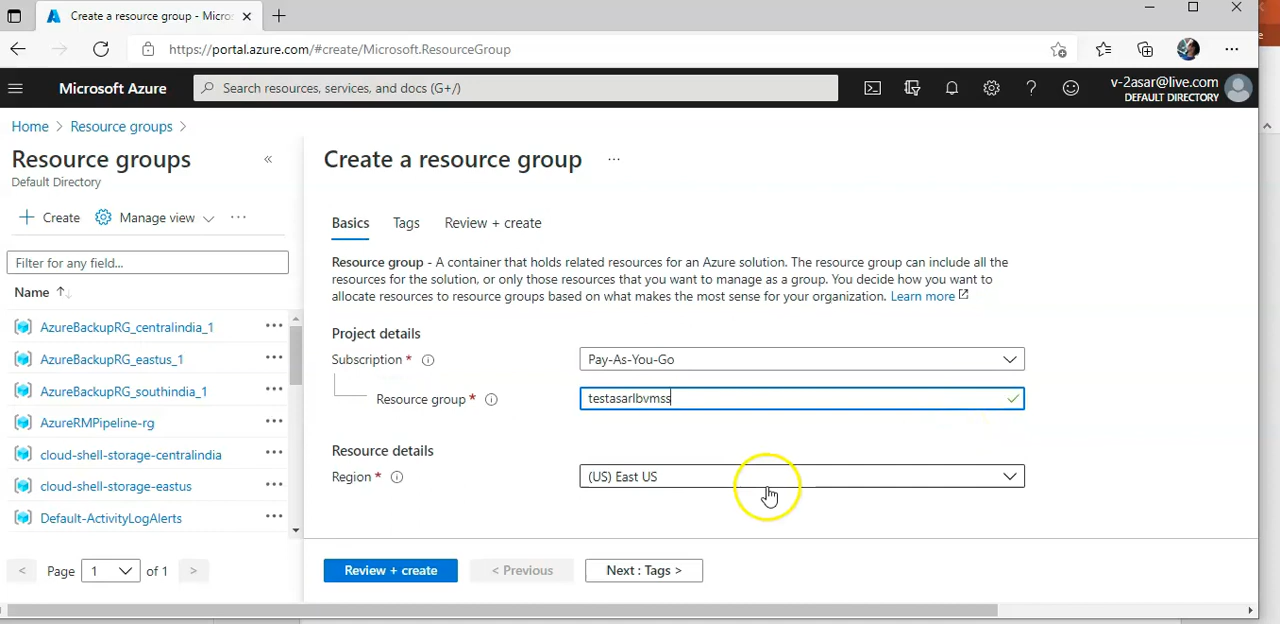 Create a resource group - Micros
https://portal.azure.com/#create/Microsoft.ResourceGroup
Microsoft Azure
Search resources, services, and docs (G+/)
v-2asar@live.com
DEFAULT DIRECTORY
Home > Resource groups >
Resource groups
Default Directory
+ Create Manage view
Filter for any field...
Name
AzureBackupRG_centralindia_1
AzureBackupRG_eastus_1
AzureBackupRG_southindia_1
AzureRMPipeline-rg
cloud-shell-storage-centralindia
cloud-shell-storage-eastus
Default-ActivityLogAlerts
< Page 1 of 1 >
Create a resource group ...
Basics Tags Review + create
Resource group - A container that holds related resources for an Azure solution. The resource group can include all the
resources for the solution, or only those resources that you want to manage as a group. You decide how you want to
allocate resources to resource groups based on what makes the most sense for your organization. Learn more
Project details
Subscription * Pay-As-You-Go
Resource group * testasarlbvmss
Resource details
Region * (US) East US
Review + create < Previous Next : Tags >